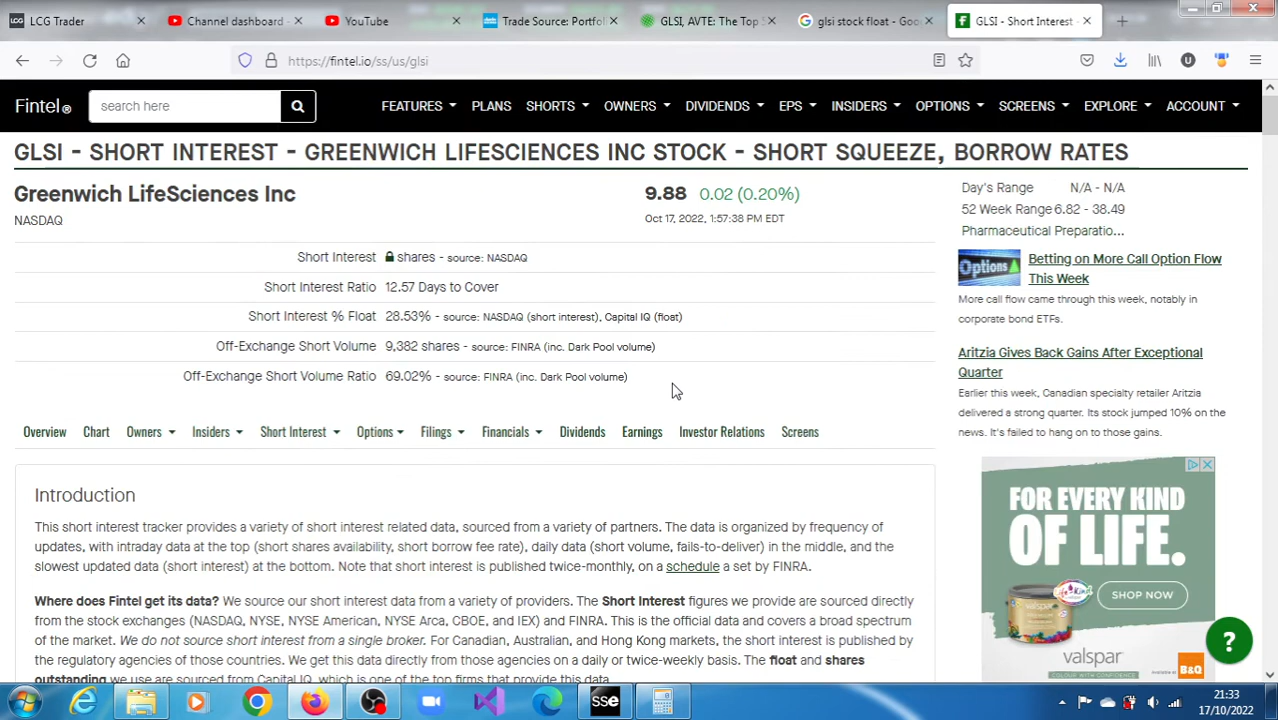 LCG Trader
Channel dashboard -
YouTube
Trade Source: Portfol
GLSI, AVTE: The Top 5
glsi stock float - Goo
GLSI - Short Interest -
https://fintel.io/ss/us/glsi
Fintel®
search here
FEATURES
PLANS
SHORTS
OWNERS
DIVIDENDS
EPS
INSIDERS
OPTIONS
SCREENS
EXPLORE
ACCOUNT
GLSI - SHORT INTEREST - GREENWICH LIFESCIENCES INC STOCK - SHORT SQUEEZE, BORROW RATES
Greenwich LifeSciences Inc
NASDAQ
9.88 0.02 (0.20%)
Oct 17, 2022, 1:57:38 PM EDT
Day's Range N/A - N/A
52 Week Range 6.82 - 38.49
Pharmaceutical Preparatio...
Short Interest shares - source: NASDAQ
Short Interest Ratio 12.57 Days to Cover
Short Interest % Float 28.53% - source: NASDAQ (short interest), Capital IQ (float)
Off-Exchange Short Volume 9,382 shares - source: FINRA (inc. Dark Pool volume)
Off-Exchange Short Volume Ratio 69.02% - source: FINRA (inc. Dark Pool volume)
Options
Betting on More Call Option Flow
This Week
More call flow came through this week, notably in
corporate bond ETFs.
Aritzia Gives Back Gains After Exceptional
Quarter
Earlier this week, Canadian specialty retailer Aritzia
delivered a strong quarter. Its stock jumped 10% on the
news. It's failed to hang on to those gains.
Overview
Chart
Owners
Insiders
Short Interest
Options
Filings
Financials
Dividends
Earnings
Investor Relations
Screens
Introduction
This short interest tracker provides a variety of short interest related data, sourced from a variety of partners. The data is organized by frequency of
updates, with intraday data at the top (short shares availability, short borrow fee rate), daily data (short volume, fails-to-deliver) in the middle, and the
slowest updated data (short interest) at the bottom. Note that short interest is published twice-monthly, on a schedule a set by FINRA.
Where does Fintel get its data? We source our short interest data from a variety of providers. The Short Interest figures we provide are sourced directly
from the stock exchanges (NASDAQ, NYSE, NYSE American, NYSE Arca, CBOE, and IEX) and FINRA. This is the official data and covers a broad spectrum
of the market. We do not source short interest from a single broker. For Canadian, Australian, and Hong Kong markets, the short interest is published by
the regulatory agencies of those countries. We get this data directly from those agencies on a daily or twice-weekly basis. The float and shares
outstanding we use are sourced from Capital IQ, which is one of the top firms that provide this data.
FOR EVERY KIND
OF LIFE.
SHOP NOW
valspar
B&Q
?
SSE
21:33
17/10/2022